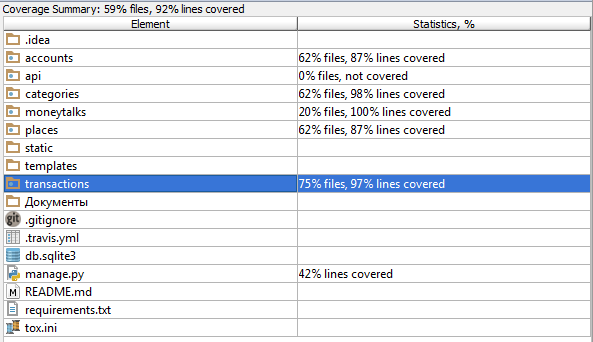 Coverage Summary: 59% files, 92% lines covered
Element Statistics, %
.idea
accounts 62% files, 87% lines covered
api 0% files, not covered
categories 62% files, 98% lines covered
moneytalks 20% files, 100% lines covered
places 62% files, 87% lines covered
static
templates
transactions 75% files, 97% lines covered
Документы
git .gitignore
.travis.yml
db.sqlite3
manage.py 42% lines covered
M README.md
requirements.txt
tox.ini